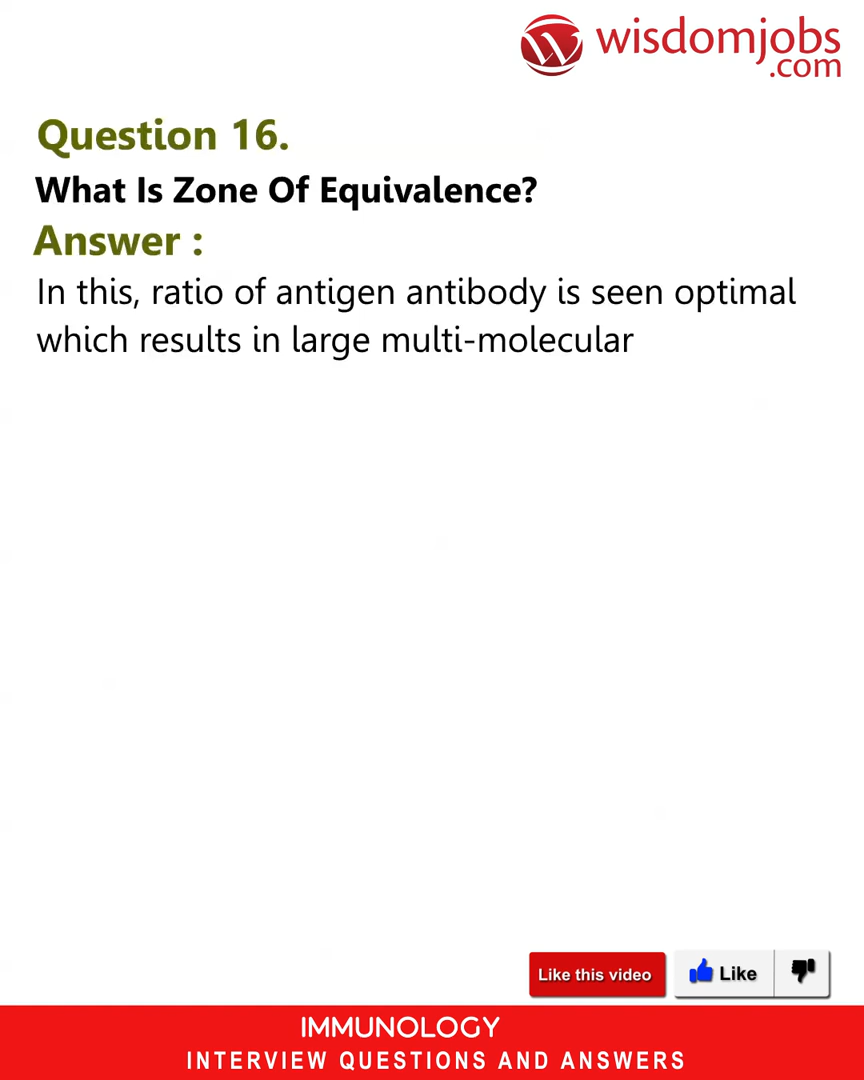 wisdomjobs
.com
Question 16.
What Is Zone Of Equivalence?
Answer :
In this, ratio of antigen antibody is seen optimal
which results in large multi-molecular
Like this video
Like
IMMUNOLOGY
INTERVIEW QUESTIONS AND ANSWERS